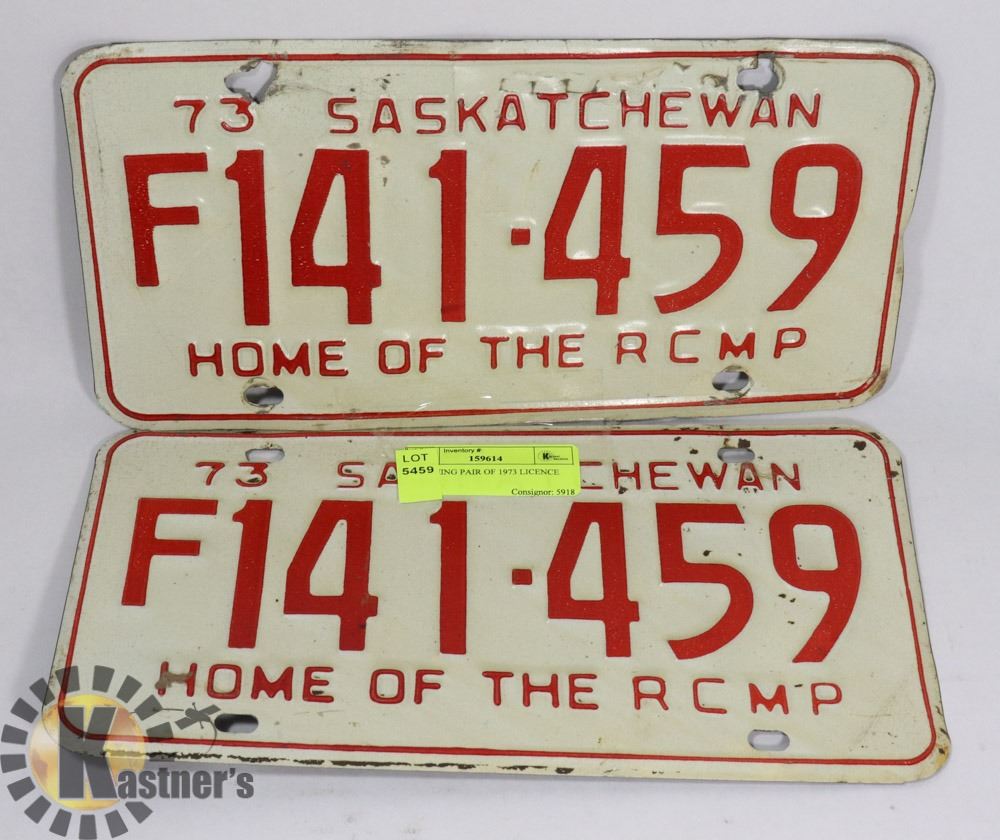 73 SASKATCHEWAN
F141·459
HOME OF THE RCMP
LOT
5459
Inventory #
159614
ING PAIR OF 1973 LICENCE
Consignor: 5918
73 SA CHEWAN
F141·459
HOME OF THE RCMP
Kastner's